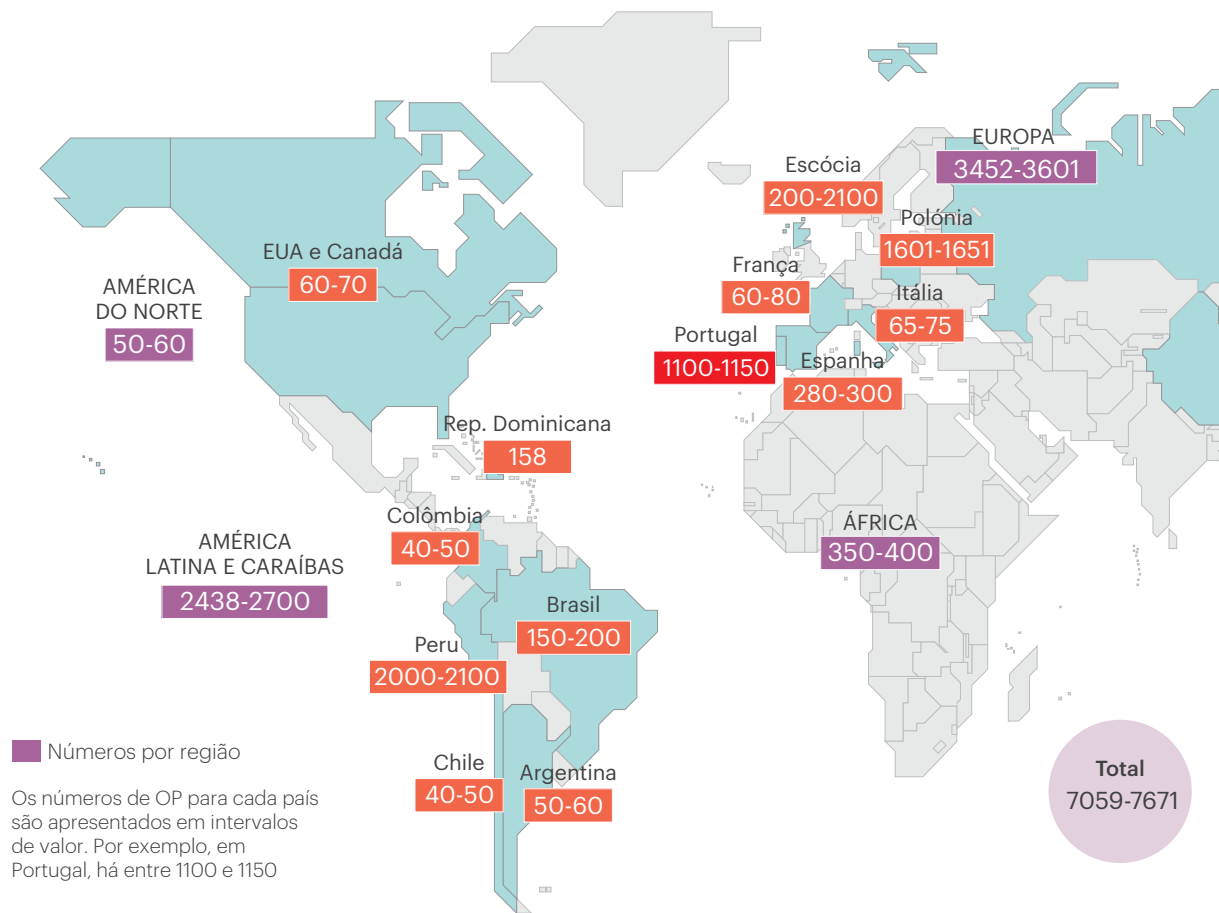 EUROPA
3452-3601
Escócia
200-2100
Polónia
1601-1651
EUA e Canadá
60-70
França
60-80
AMÉRICA
DO NORTE
50-60
Itália
65-75
Portugal
1100-1150
Espanha
280-300
Rep. Dominicana
158
Colômbia
40-50
ÁFRICA
350-400
AMÉRICA
LATINA E CARAÍBAS
2438-2700
Brasil
150-200
Peru
2000-2100
Números por região
Chile
40-50
Argentina
50-60
Total
7059-7671
Os números de OP para cada país
são apresentados em intervalos
de valor. Por exemplo, em
Portugal, há entre 1100 e 1150